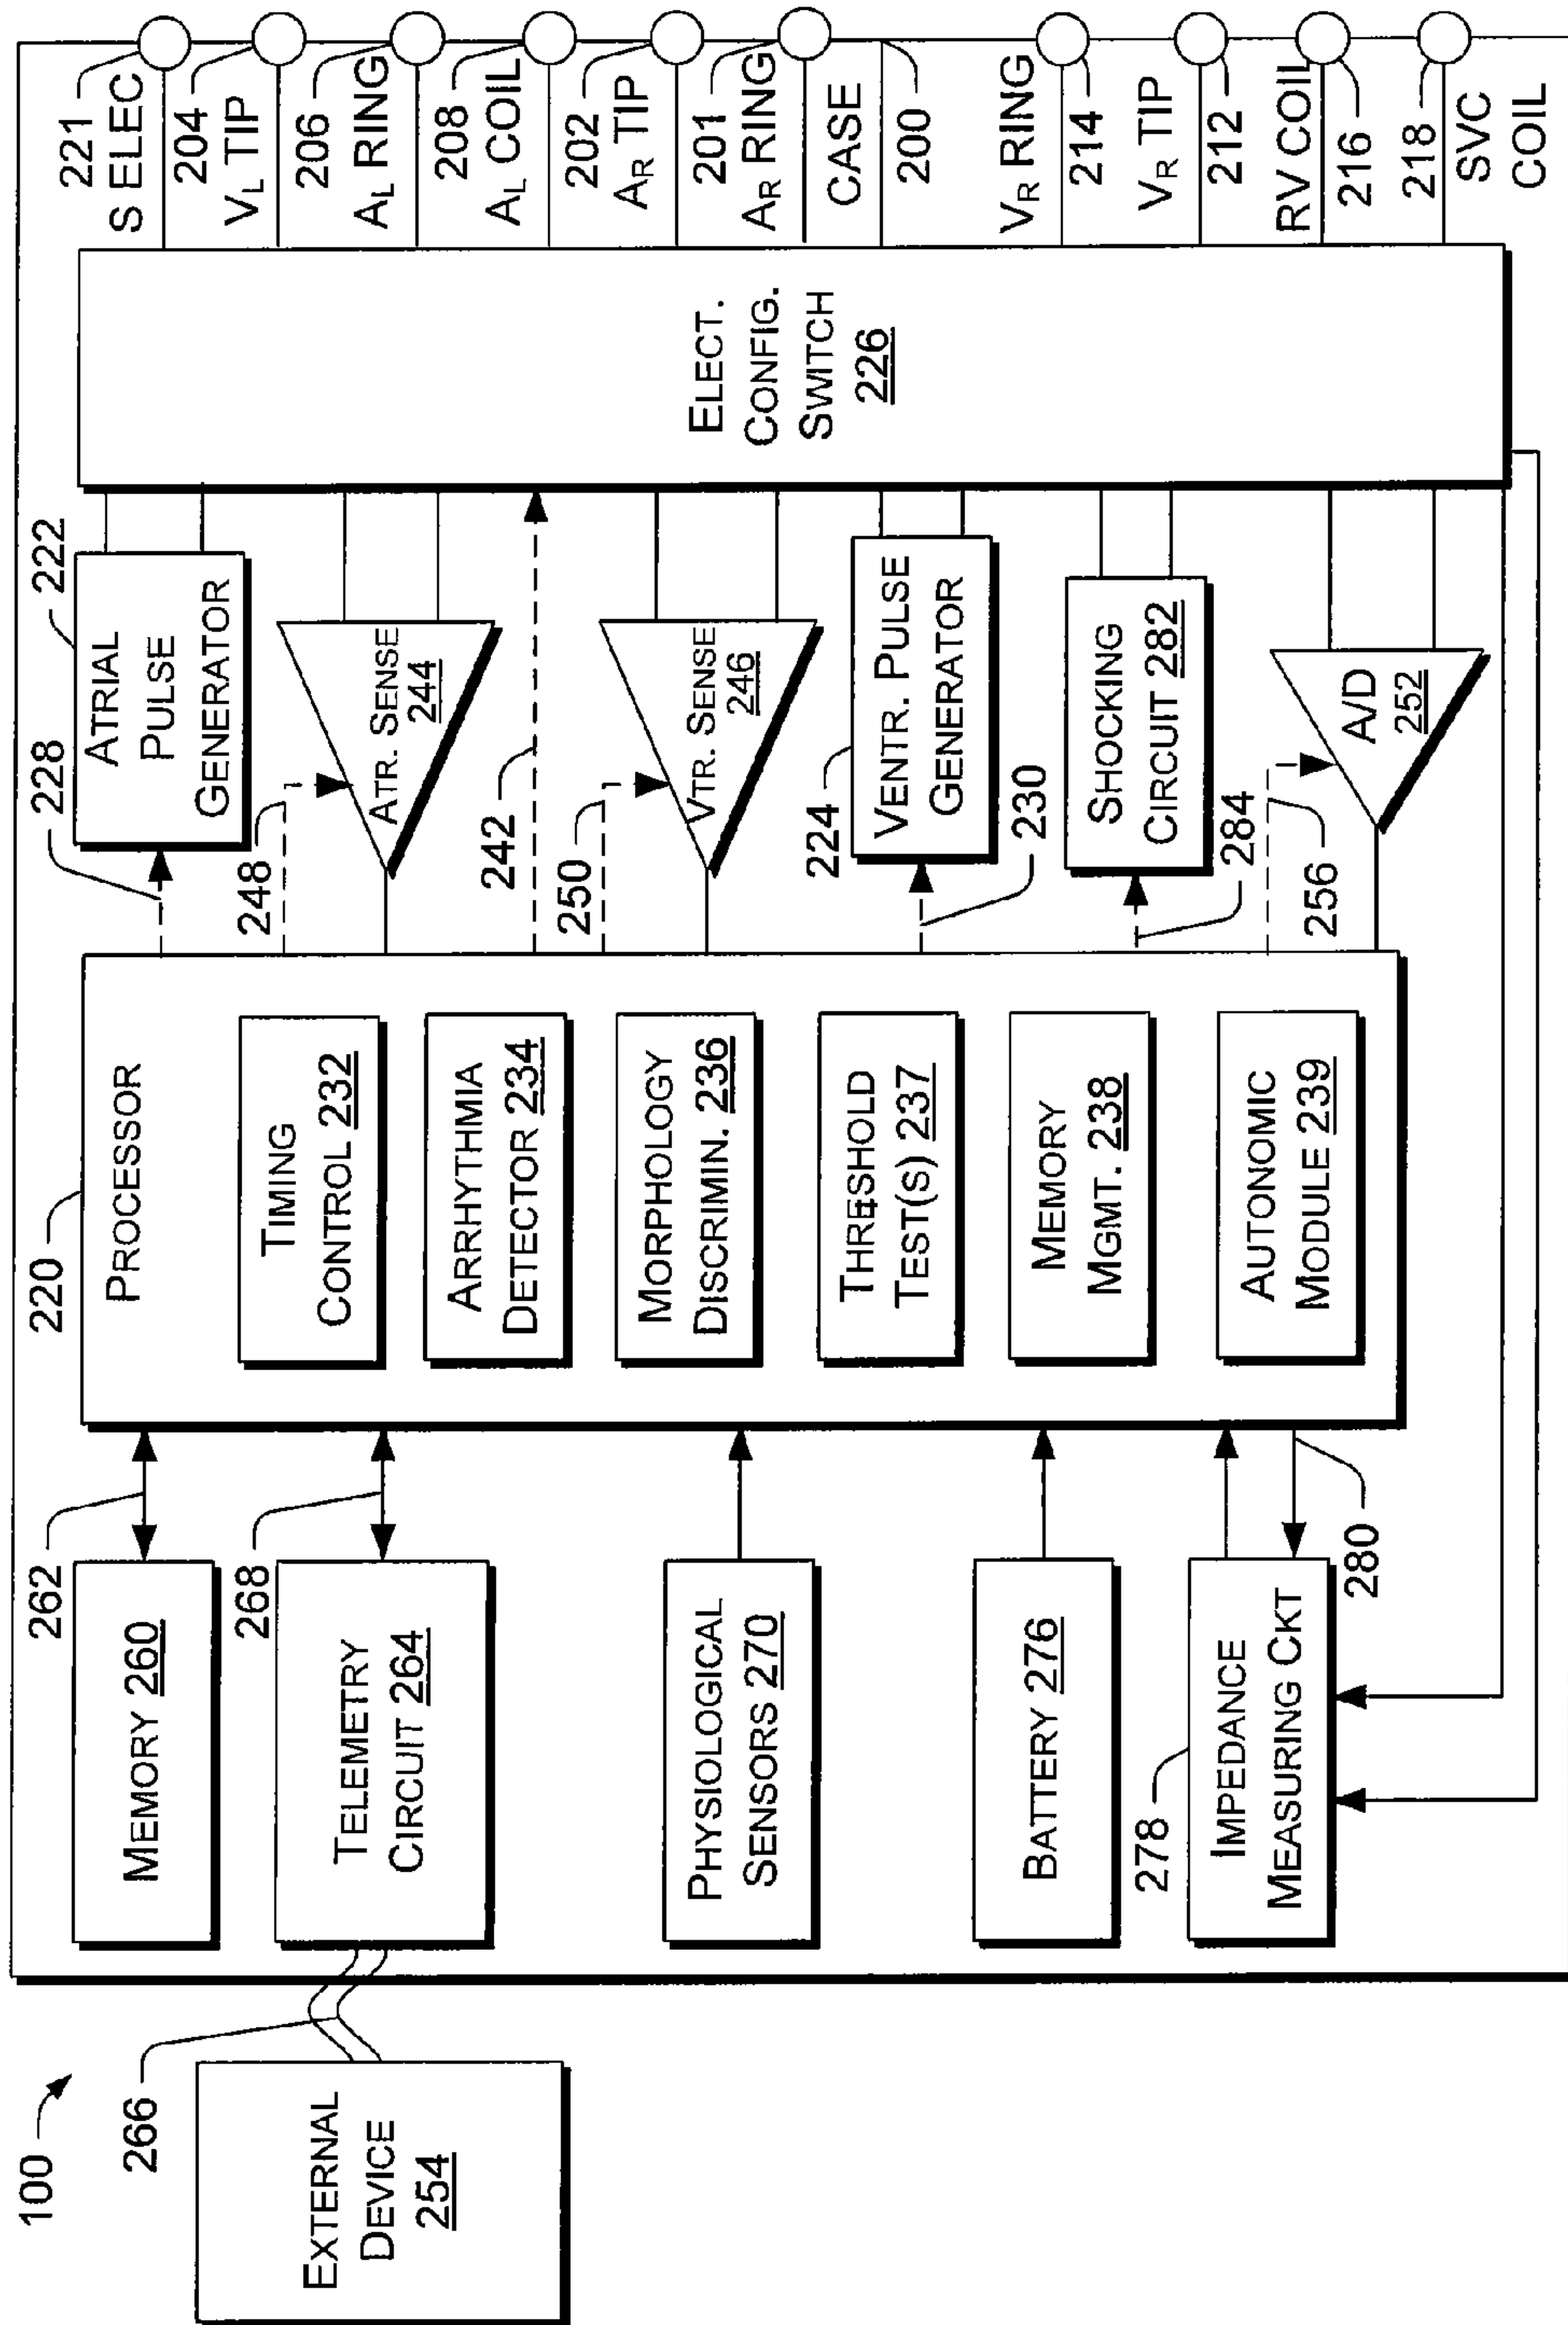 100
EXTERNAL
DEVICE
254
266
MEMORY 260
262
TELEMETRY
CIRCUIT 264
268
PHYSIOLOGICAL
SENSORS 270
BATTERY 276
278
IMPEDANCE
MEASURING CKT
280
220
PROCESSOR
TIMING
CONTROL 232
ARRHYTHMIA
DETECTOR 234
MORPHOLOGY
DISCRIMIN. 236
THRESHOLD
TEST(S) 237
MEMORY
MGMT. 238
AUTONOMIC
MODULE 239
228
222
ATRIAL
PULSE
GENERATOR
248
ATR. SENSE
244
242
250
VTR. SENSE
246
224
VENTR. PULSE
GENERATOR
230
SHOCKING
CIRCUIT 282
284
256
A/D
252
ELECT.
CONFIG.
SWITCH
226
221
S ELEC
204
VL TIP
206
AL RING
208
AL COIL
202
AR TIP
201
AR RING
CASE
200
VR RING
214
VR TIP
212
RV COIL
216
218
SVC
COIL